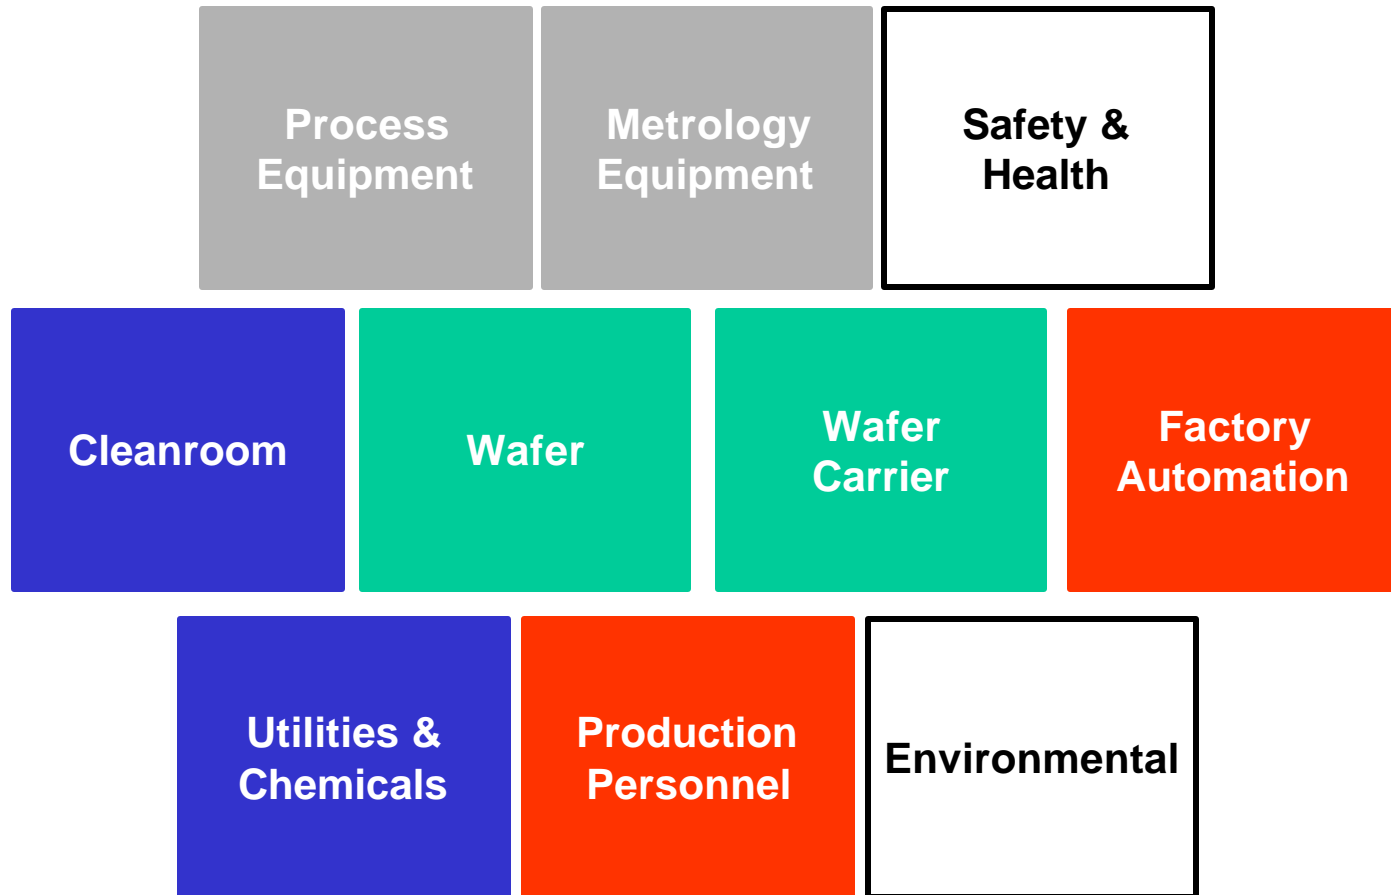 Process
Equipment
Metrology
Equipment
Safety &
Health
Cleanroom
Wafer
Wafer
Carrier
Factory
Automation
Utilities &
Chemicals
Production
Personnel
Environmental